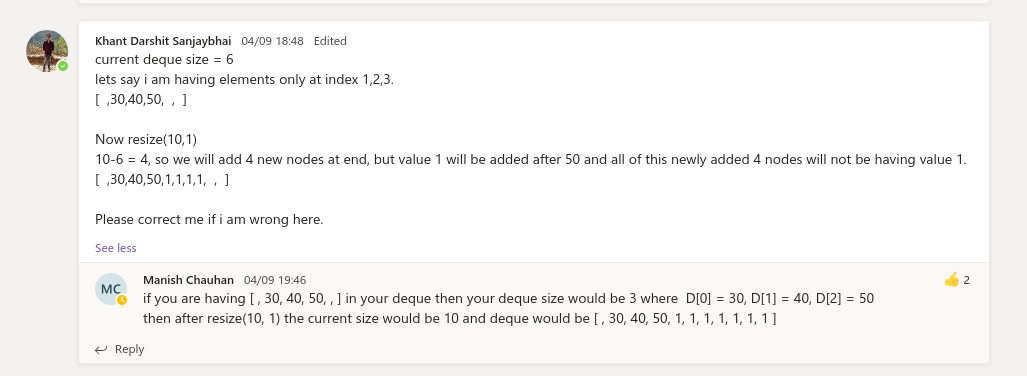 Khant Darshit Sanjaybhai 04/09 18:48 Edited
current deque size = 6
lets say i am having elements only at index 1,2,3.
[ ,30,40,50, , ]
Now resize(10,1)
10-6 = 4, so we will add 4 new nodes at end, but value 1 will be added after 50 and all of this newly added 4 nodes will not be having value 1.
[ ,30,40,50,1,1,1,1, , ]
Please correct me if i am wrong here.
See less
MC
Manish Chauhan 04/09 19:46
👍 2
if you are having [ , 30, 40, 50, , ] in your deque then your deque size would be 3 where D[0] = 30, D[1] = 40, D[2] = 50
then after resize(10, 1) the current size would be 10 and deque would be [ , 30, 40, 50, 1, 1, 1, 1, 1, 1, 1 ]
Reply